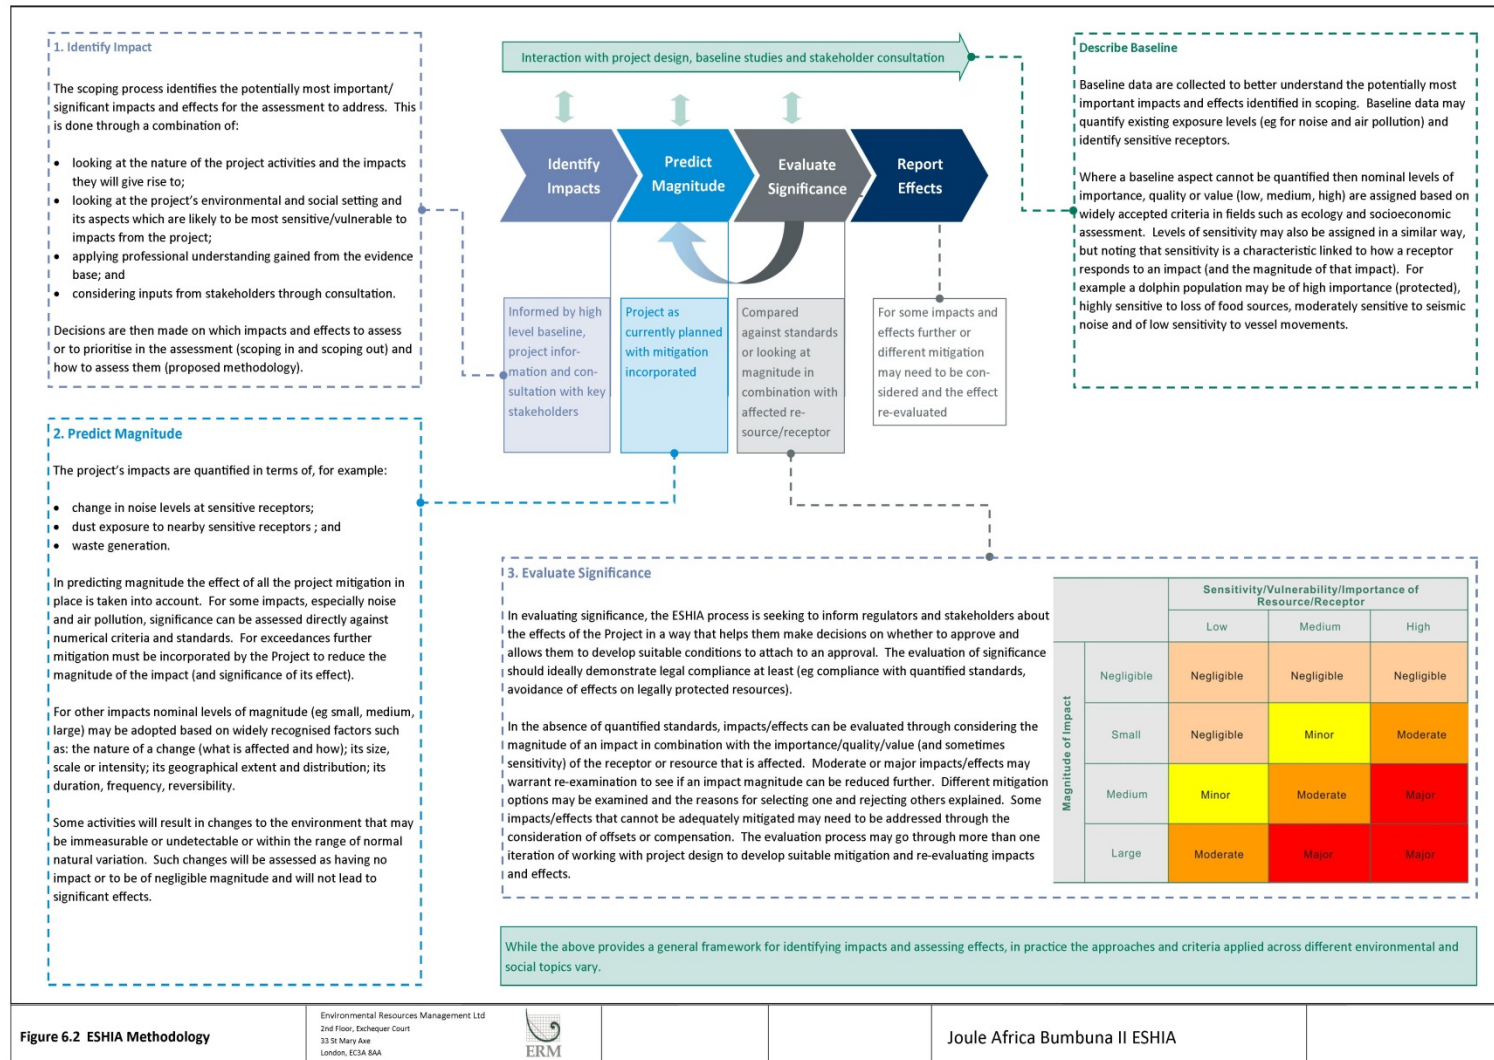 1. Identify Impact
The scoping process identifies the potentially most important/
significant impacts and effects for the assessment to address.  This
is done through a combination of:
• looking at the nature of the project activities and the impacts
they will give rise to;
• looking at the project's environmental and social setting and
its aspects which are likely to be most sensitive/vulnerable to
impacts from the project;
• applying professional understanding gained from the evidence
base; and
• considering inputs from stakeholders through consultation.
Decisions are then made on which impacts and effects to assess
or to prioritise in the assessment (scoping in and scoping out) and
how to assess them (proposed methodology).
2. Predict Magnitude
The project's impacts are quantified in terms of, for example:
• change in noise levels at sensitive receptors;
• dust exposure to nearby sensitive receptors ; and
• waste generation.
In predicting magnitude the effect of all the project mitigation in
place is taken into account.  For some impacts, especially noise
and air pollution, significance can be assessed directly against
numerical criteria and standards.  For exceedances further
mitigation must be incorporated by the Project to reduce the
magnitude of the impact (and significance of its effect).
For other impacts nominal levels of magnitude (eg small, medium,
large) may be adopted based on widely recognised factors such
as: the nature of a change (what is affected and how); its size,
scale or intensity; its geographical extent and distribution; its
duration, frequency, reversibility.
Some activities will result in changes to the environment that may
be immeasurable or undetectable or within the range of normal
natural variation.  Such changes will be assessed as having no
impact or to be of negligible magnitude and will not lead to
significant effects.
Interaction with project design, baseline studies and stakeholder consultation
Identify
Impacts
Predict
Magnitude
Evaluate
Significance
Report
Effects
Informed by high
level baseline,
project infor-
mation and con-
sultation with key
stakeholders
Project as
currently planned
with mitigation
incorporated
Compared
against standards
or looking at
magnitude in
combination with
affected re-
source/receptor
For some impacts and
effects further or
different mitigation
may need to be con-
sidered and the effect
re-evaluated
Describe Baseline
Baseline data are collected to better understand the potentially most
important impacts and effects identified in scoping.  Baseline data may
quantify existing exposure levels (eg for noise and air pollution) and
identify sensitive receptors.
Where a baseline aspect cannot be quantified then nominal levels of
importance, quality or value (low, medium, high) are assigned based on
widely accepted criteria in fields such as ecology and socioeconomic
assessment.  Levels of sensitivity may also be assigned in a similar way,
but noting that sensitivity is a characteristic linked to how a receptor
responds to an impact (and the magnitude of that impact).  For
example a dolphin population may be of high importance (protected),
highly sensitive to loss of food sources, moderately sensitive to seismic
noise and of low sensitivity to vessel movements.
3. Evaluate Significance
In evaluating significance, the ESHIA process is seeking to inform regulators and stakeholders about
the effects of the Project in a way that helps them make decisions on whether to approve and
allows them to develop suitable conditions to attach to an approval.  The evaluation of significance
should ideally demonstrate legal compliance at least (eg compliance with quantified standards,
avoidance of effects on legally protected resources).
In the absence of quantified standards, impacts/effects can be evaluated through considering the
magnitude of an impact in combination with the importance/quality/value (and sometimes
sensitivity) of the receptor or resource that is affected.  Moderate or major impacts/effects may
warrant re-examination to see if an impact magnitude can be reduced further.  Different mitigation
options may be examined and the reasons for selecting one and rejecting others explained.  Some
impacts/effects that cannot be adequately mitigated may need to be addressed through the
consideration of offsets or compensation.  The evaluation process may go through more than one
iteration of working with project design to develop suitable mitigation and re-evaluating impacts
and effects.
Sensitivity/Vulnerability/Importance of
Resource/Receptor
Low Medium High
Magnitude of Impact
Negligible Negligible Negligible Negligible
Small Negligible Minor Moderate
Medium Minor Moderate Major
Large Moderate Major Major
While the above provides a general framework for identifying impacts and assessing effects, in practice the approaches and criteria applied across different environmental and
social topics vary.
Figure 6.2  ESHIA Methodology
Environmental Resources Management Ltd
2nd Floor, Exchequer Court
33 St Mary Axe
London, EC3A 8AA
ERM
Joule Africa Bumbuna II ESHIA